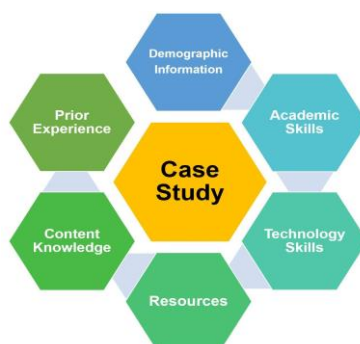 Demographic
Information
Academic
Skills
Technology
Skills
Resources
Content
Knowledge
Prior
Experience
Case
Study